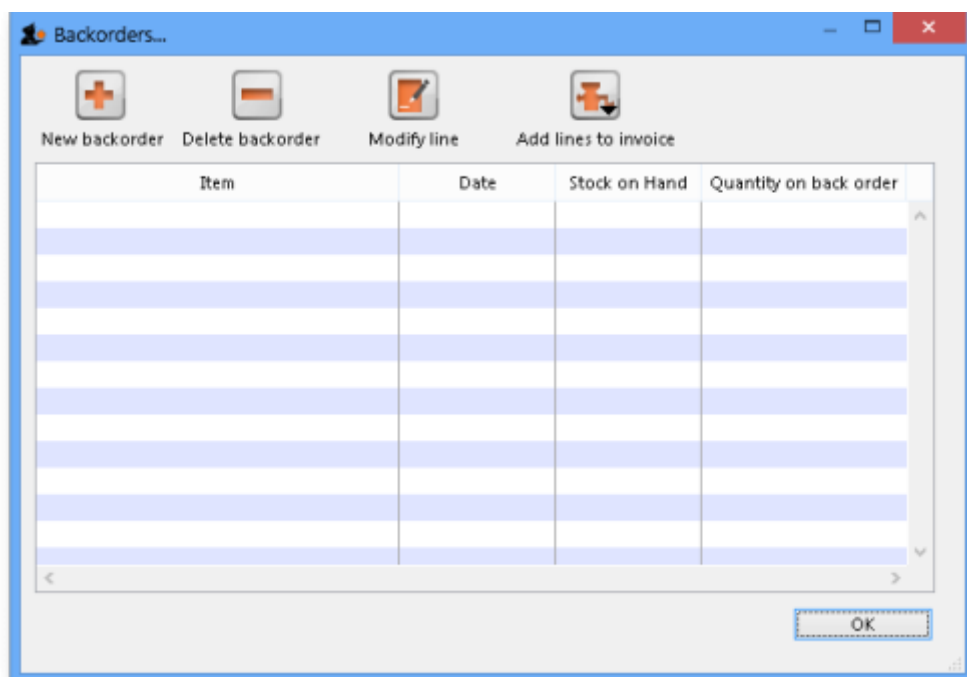 Backorders...
New backorder Delete backorder Modify line Add lines to invoice
Item Date Stock on Hand Quantity on back order
OK